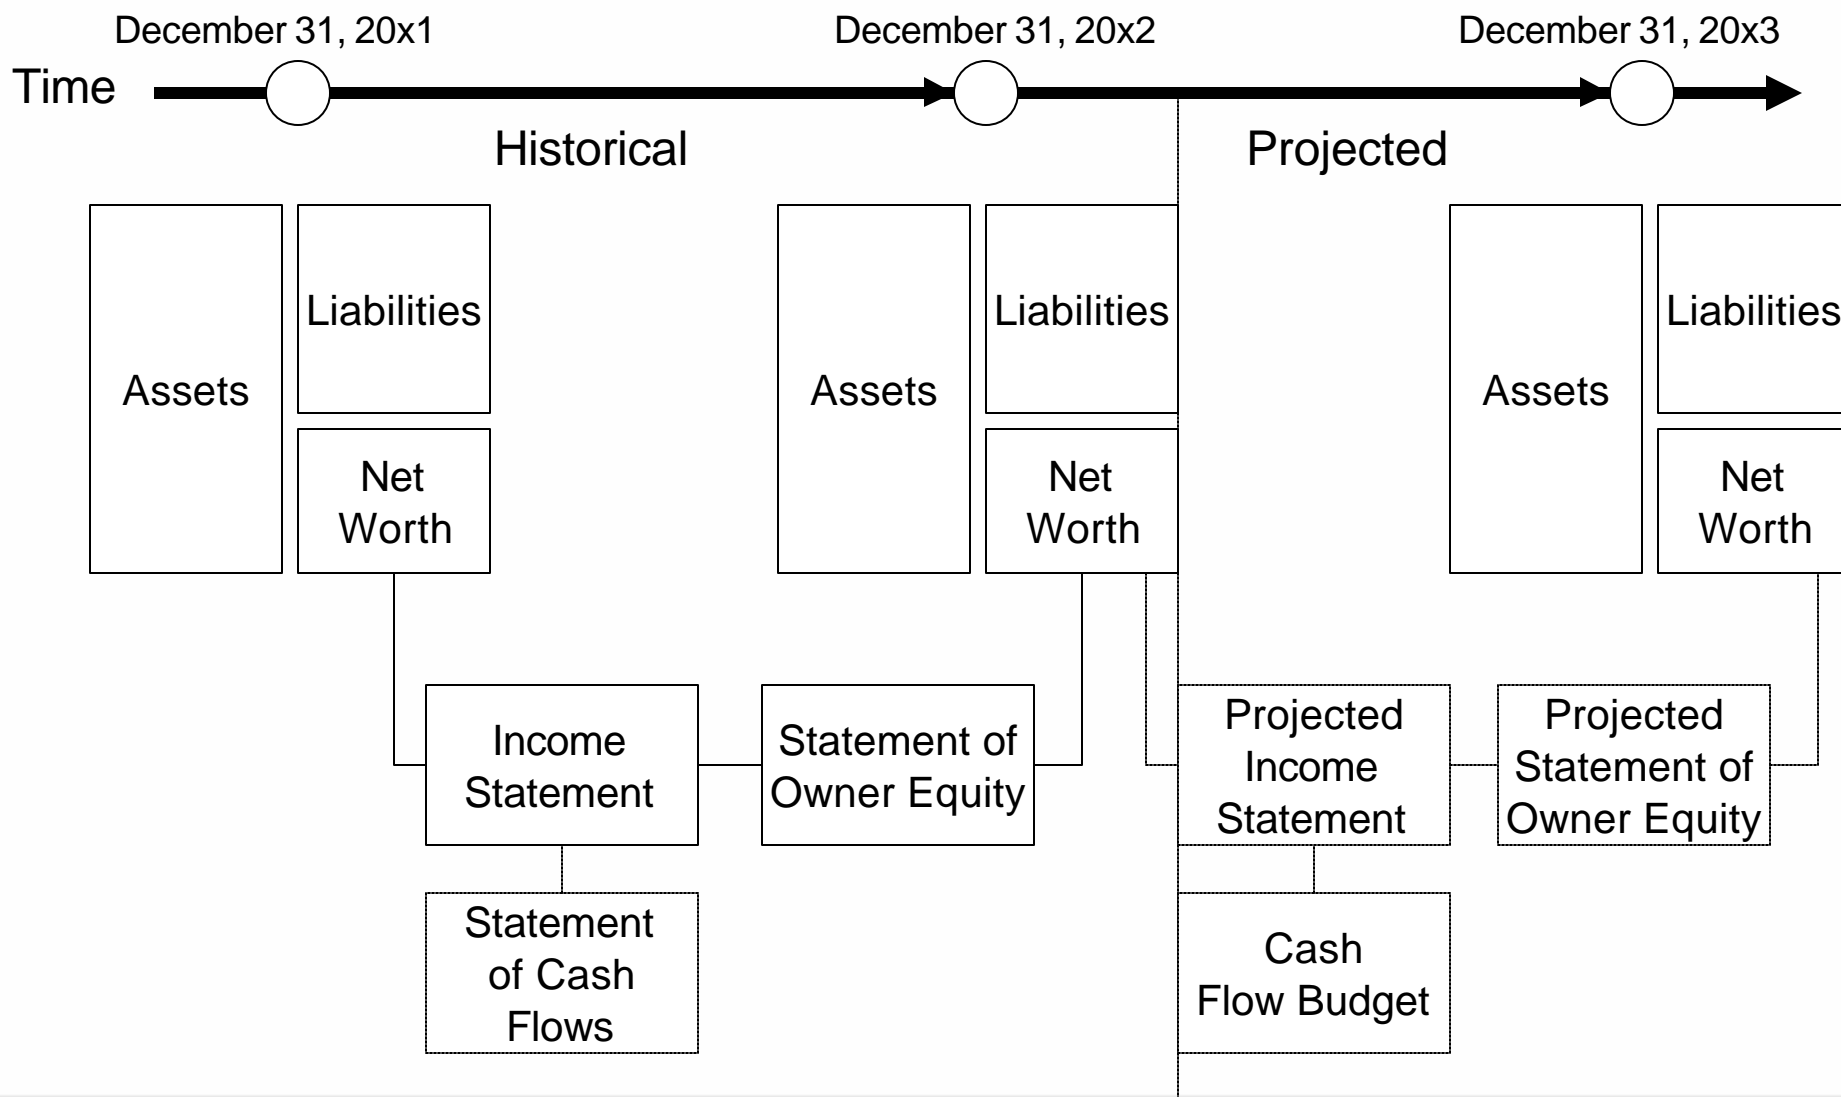 December 31, 20x1
December 31, 20x2
December 31, 20x3
Time
Historical
Projected
Assets
Liabilities
Net
Worth
Assets
Liabilities
Net
Worth
Assets
Liabilities
Net
Worth
Income
Statement
Statement of
Owner Equity
Projected
Income
Statement
Projected
Statement of
Owner Equity
Statement
of Cash
Flows
Cash
Flow Budget